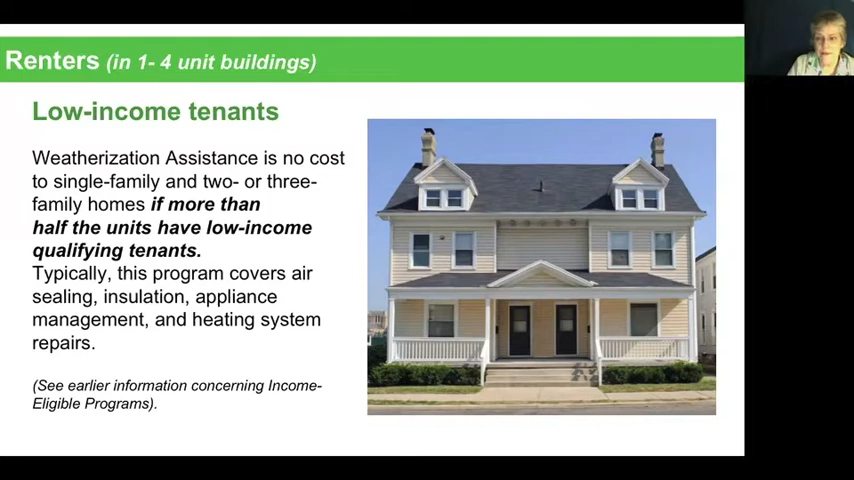 Renters (in 1- 4 unit buildings)
Low-income tenants
Weatherization Assistance is no cost
to single-family and two- or three-
family homes if more than
half the units have low-income
qualifying tenants.
Typically, this program covers air
sealing, insulation, appliance
management, and heating system
repairs.
(See earlier information concerning Income-
Eligible Programs).